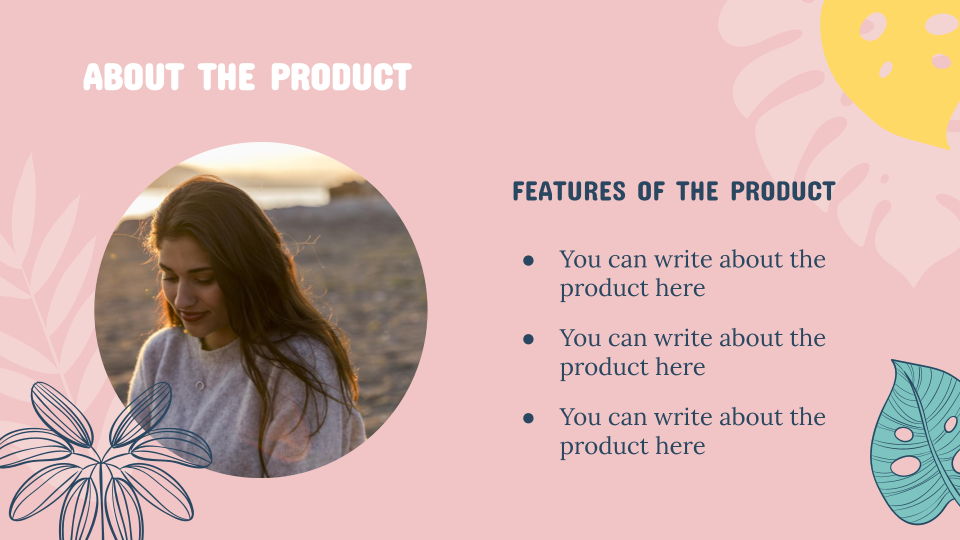 ABOUT THE PRODUCT
FEATURES OF THE PRODUCT
● You can write about the
product here
● You can write about the
product here
● You can write about the
product here